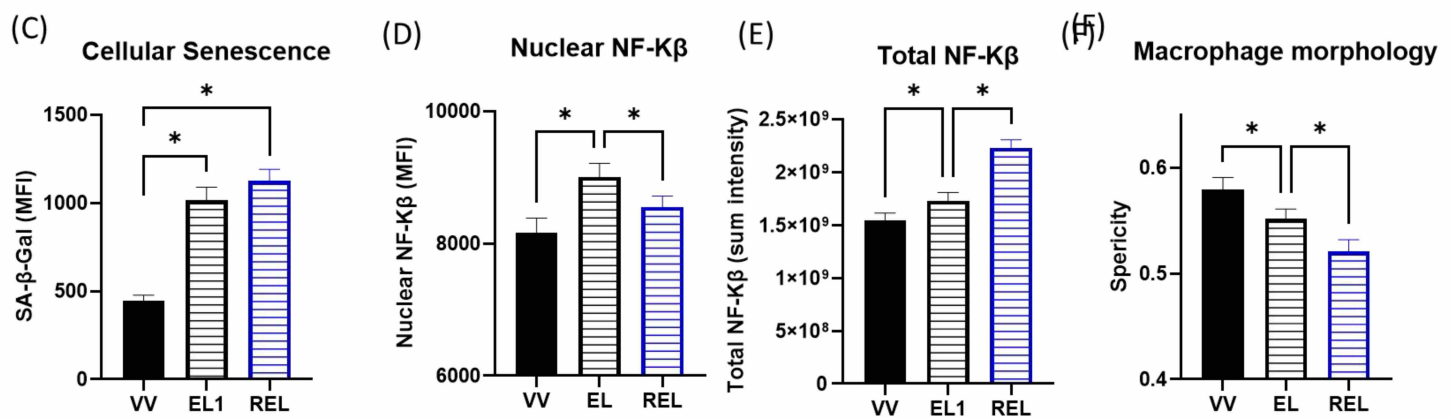 (C)
Cellular Senescence
SA-β-Gal (MFI)
1500
1000
500
0
*
*
VV
EL1
REL
(D)
Nuclear NF-Kβ
Nuclear NF-Kβ (MFI)
10000
8000
6000
*
*
VV
EL
REL
(E)
Total NF-Kβ
Total NF-Kβ (sum intensity)
2.5×10⁹
2×10⁹
1.5×10⁹
1×10⁹
5×10⁸
0
*
*
VV
EL1
REL
(F)
Macrophage morphology
Spericity
0.6
0.5
0.4
*
*
VV
EL
REL